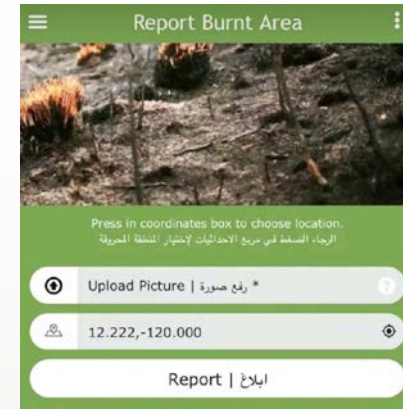 Report Burnt Area
Press in coordinates box to choose location.
الرجاء الضغط في مربع الاحداثيات لإختيار المنطقة المحروقة
Upload Picture | رفع صورة *
?
12.222,-120.000
Report | ابلاغ